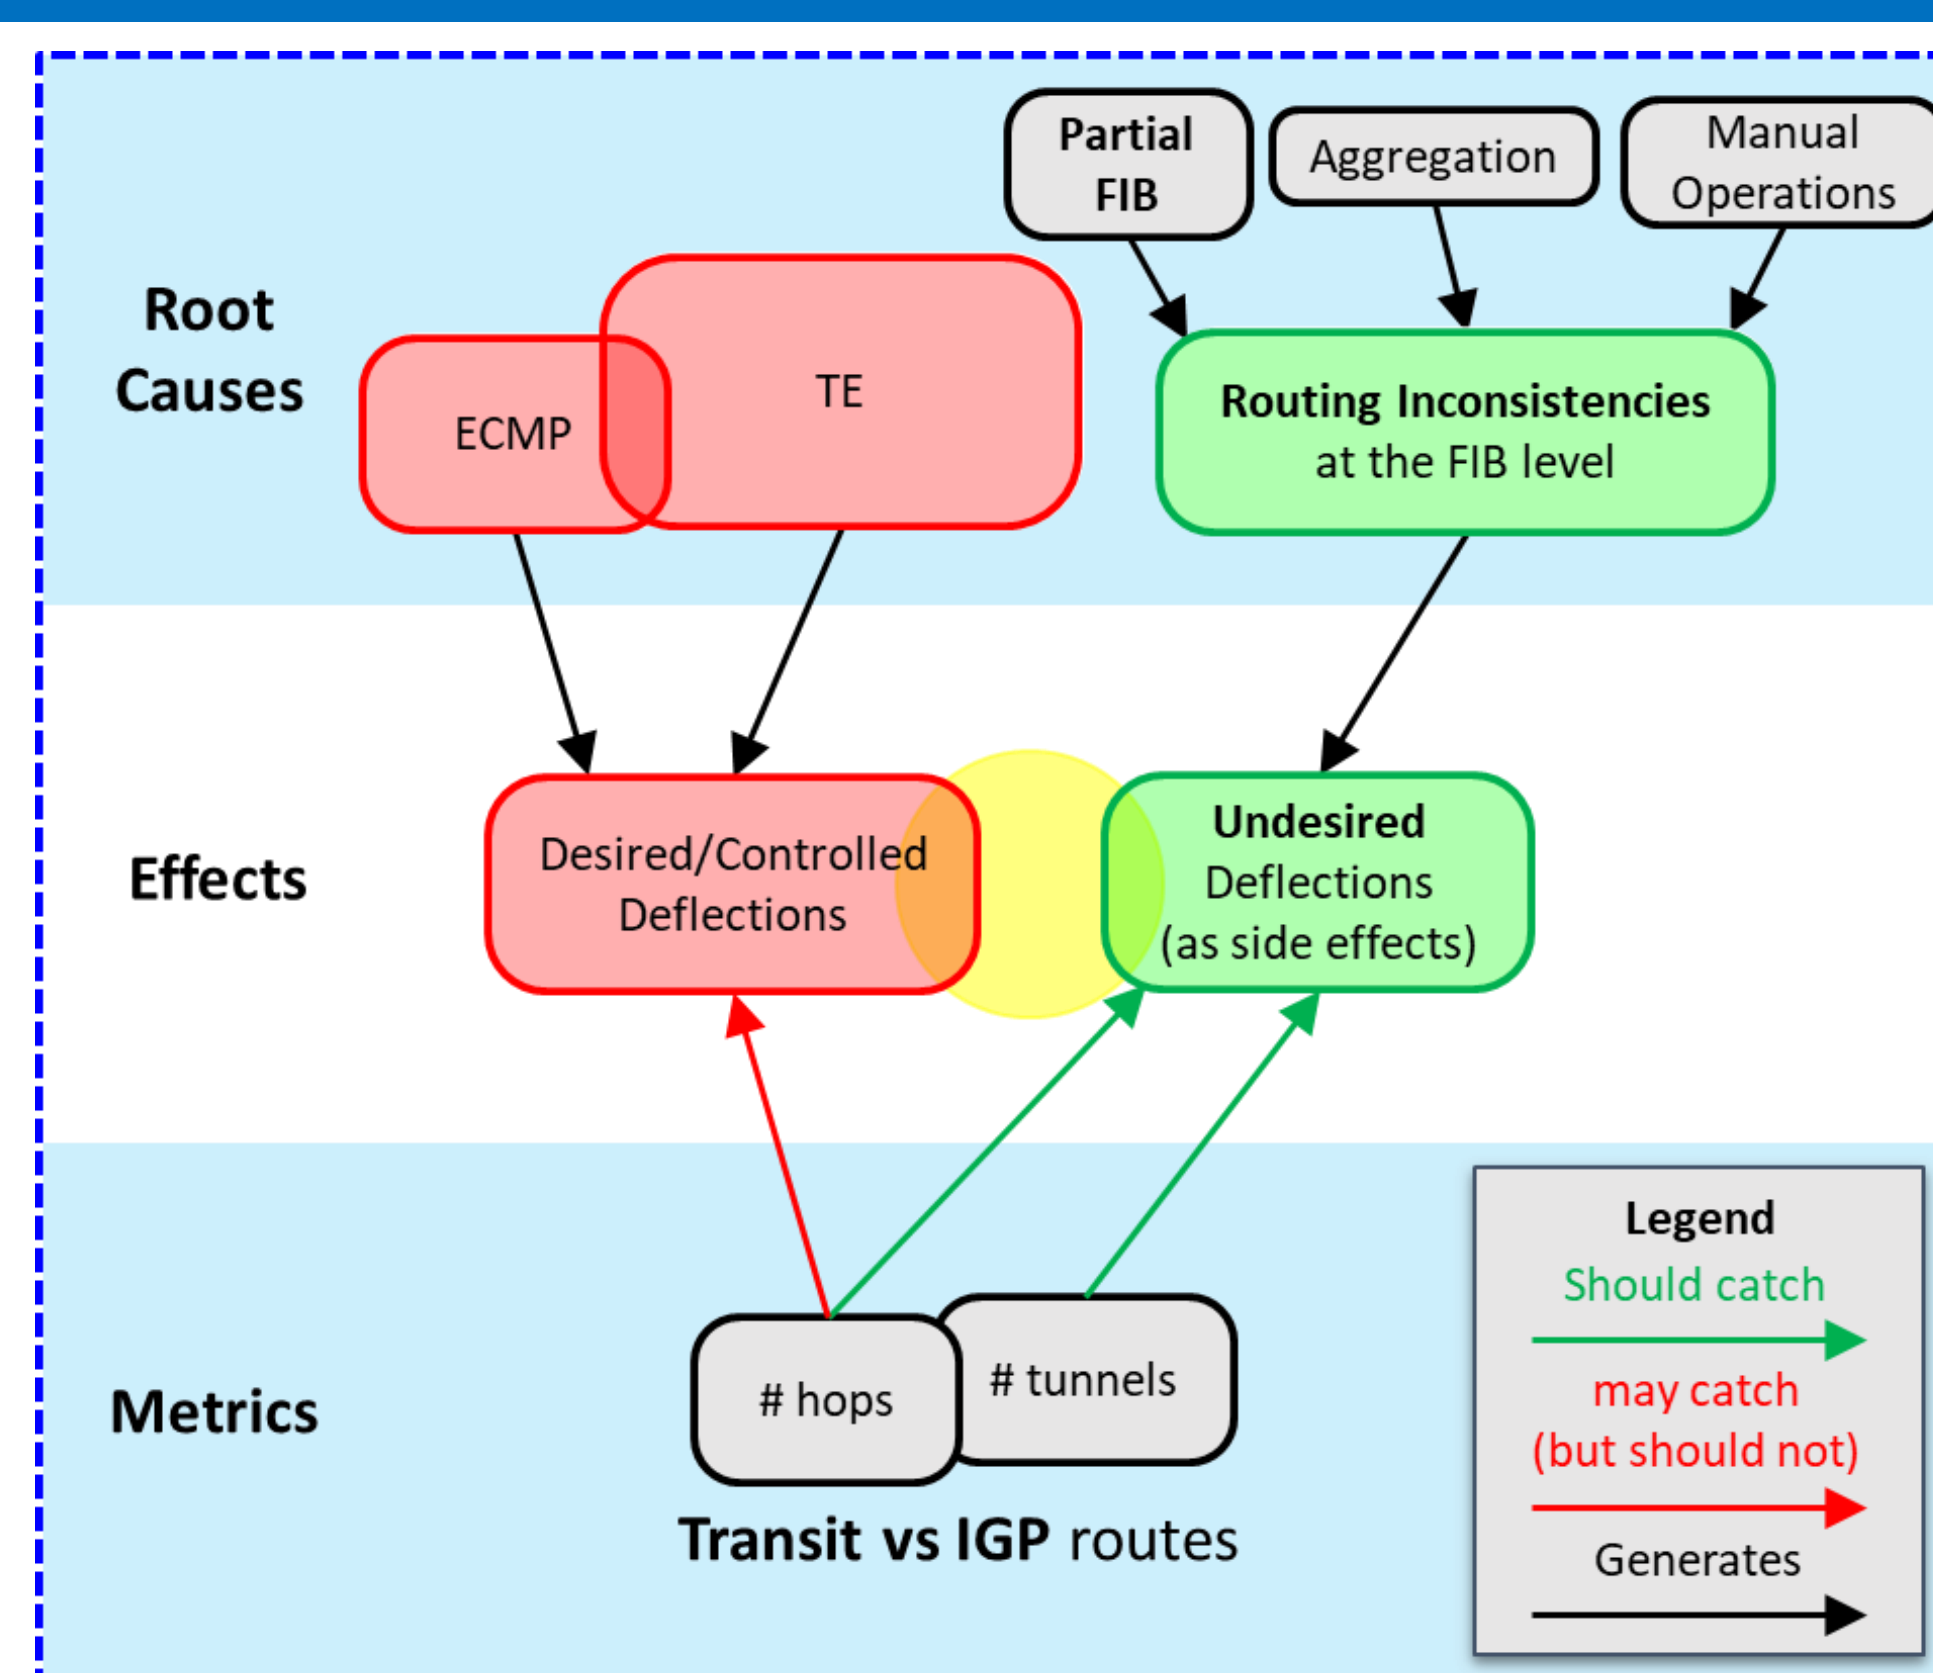 Partial
FIB
Aggregation
Manual
Operations
Root
Causes
ECMP
TE
Routing Inconsistencies
at the FIB level
Effects
Desired/Controlled
Deflections
Undesired
Deflections
(as side effects)
Metrics
# hops
# tunnels
Transit vs IGP routes
Legend
Should catch
may catch
(but should not)
Generates